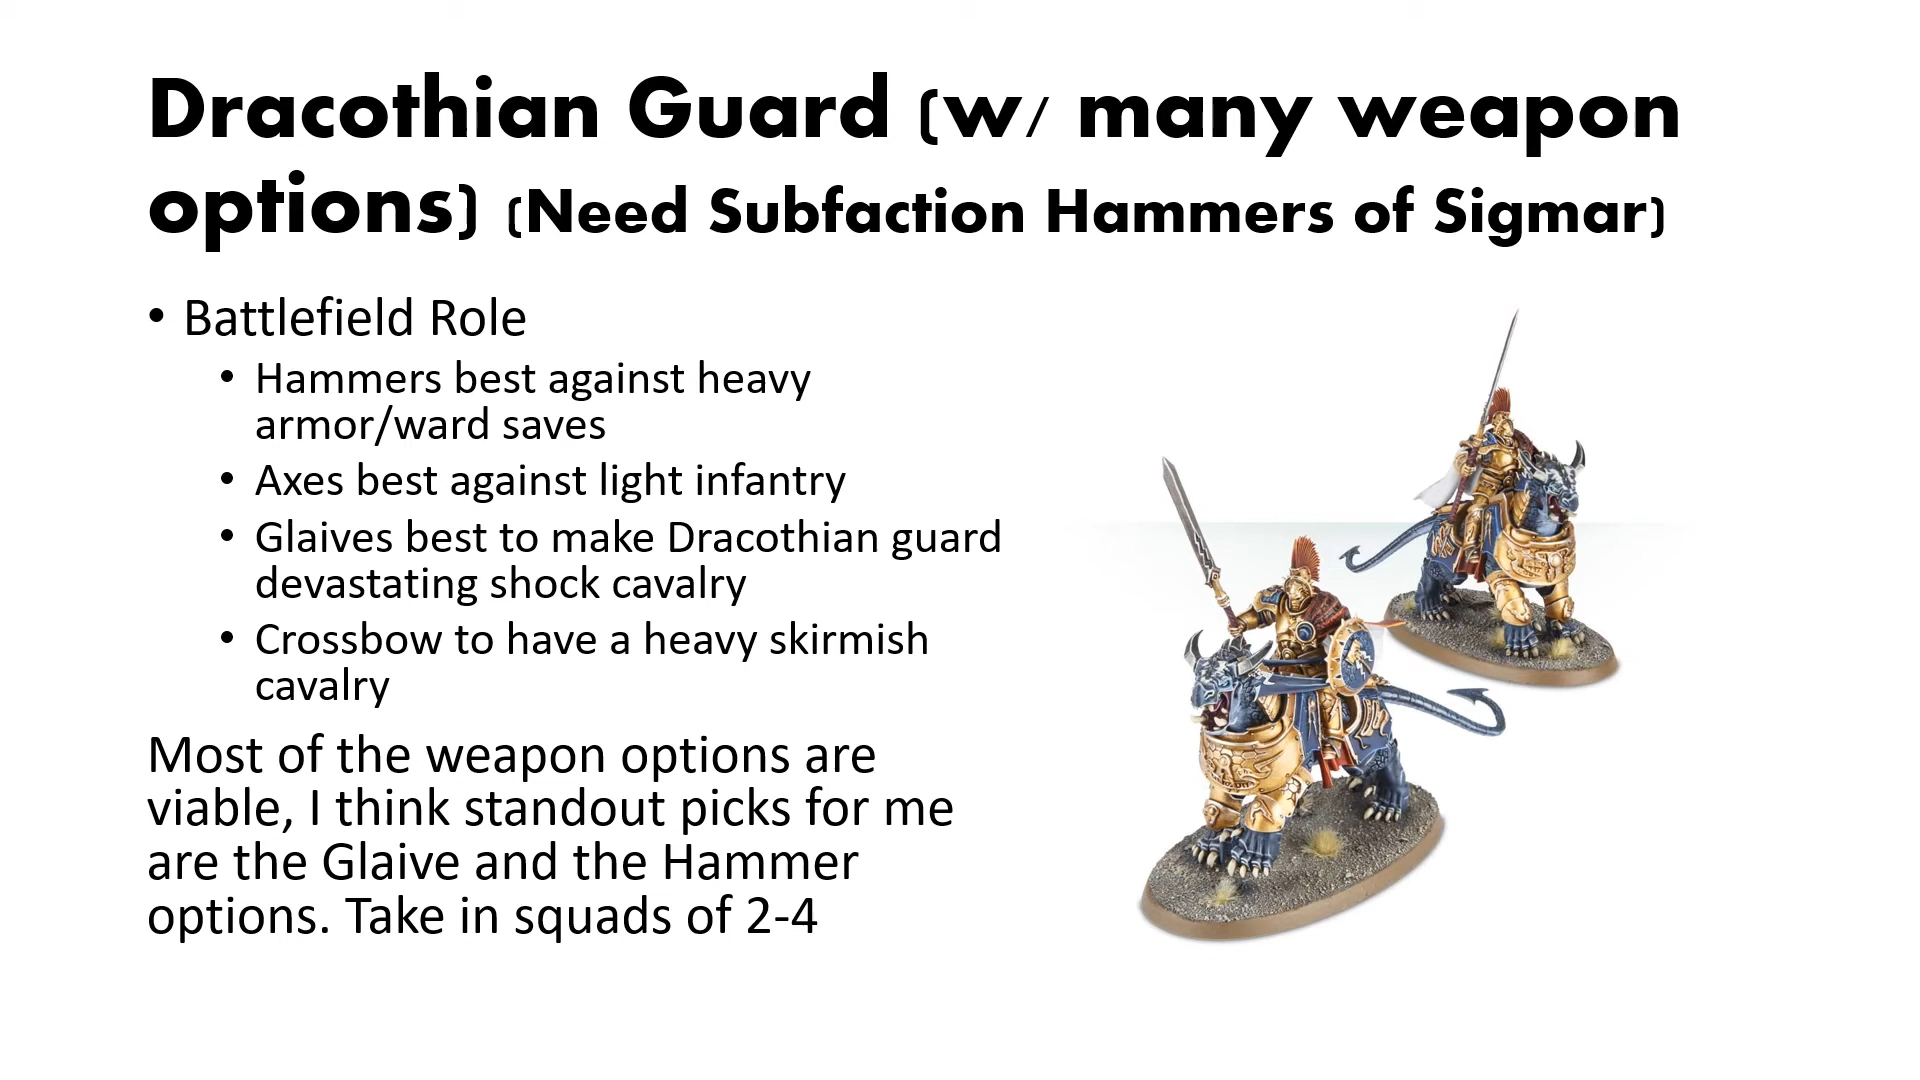 Dracothian Guard (w/ many weapon
options) (Need Subfaction Hammers of Sigmar)
• Battlefield Role
• Hammers best against heavy
armor/ward saves
• Axes best against light infantry
• Glaives best to make Dracothian guard
devastating shock cavalry
• Crossbow to have a heavy skirmish
cavalry
Most of the weapon options are
viable, I think standout picks for me
are the Glaive and the Hammer
options. Take in squads of 2-4